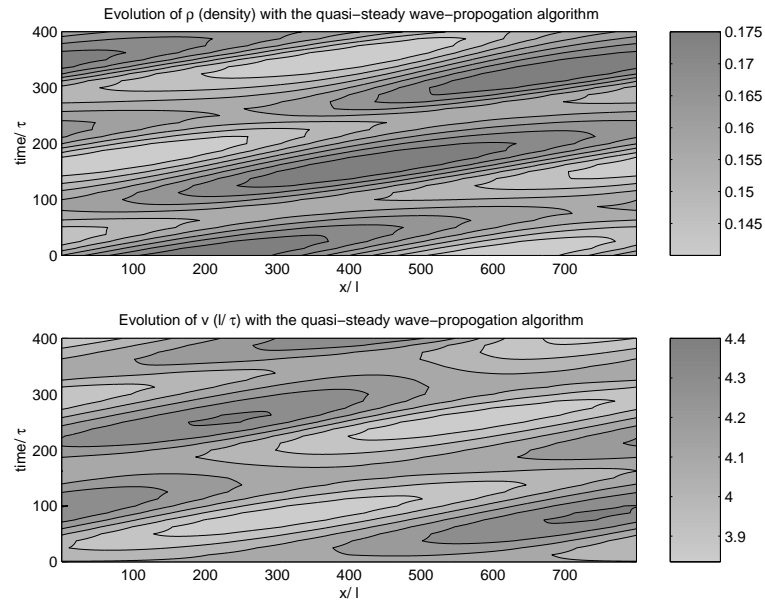 Evolution of ρ (density) with the quasi−steady wave−propogation algorithm
400
300
200
100
0
time/ τ
100 200 300 400 500 600 700
x/ l
0.175
0.17
0.165
0.16
0.155
0.15
0.145
Evolution of v (l/ τ) with the quasi−steady wave−propogation algorithm
400
300
200
100
0
time/ τ
100 200 300 400 500 600 700
x/ l
4.4
4.3
4.2
4.1
4
3.9